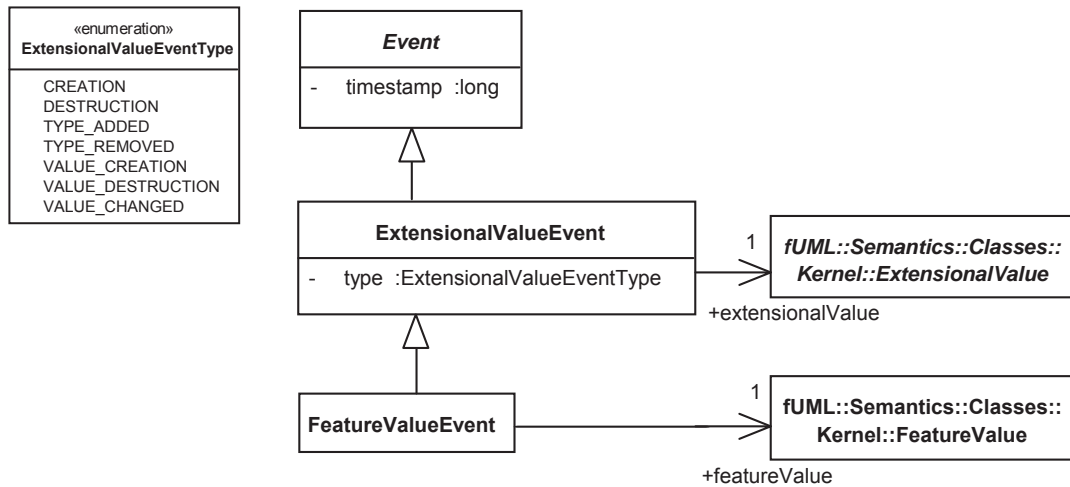 «enumeration»
ExtensionalValueEventType
CREATION
DESTRUCTION
TYPE_ADDED
TYPE_REMOVED
VALUE_CREATION
VALUE_DESTRUCTION
VALUE_CHANGED
Event
- timestamp :long
ExtensionalValueEvent
- type :ExtensionalValueEventType
1
+extensionalValue
fUML::Semantics::Classes::
Kernel::ExtensionalValue
FeatureValueEvent
1
+featureValue
fUML::Semantics::Classes::
Kernel::FeatureValue